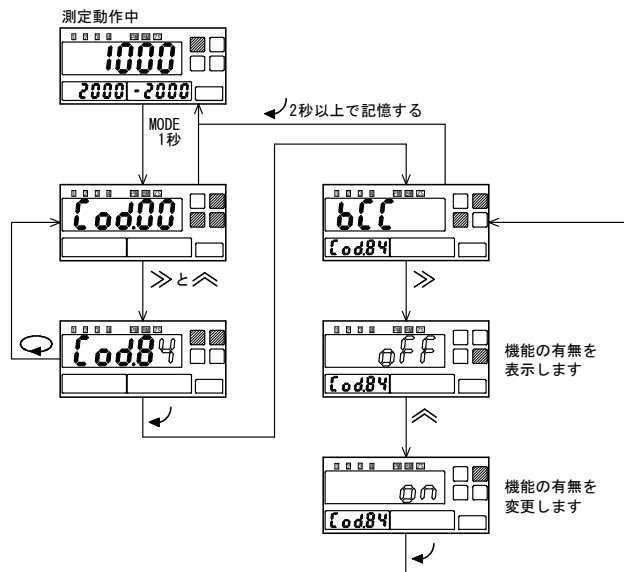 測定動作中
1000
2000 -2000
MODE
1秒
2秒以上で記憶する
Cod.00
≫と︽
Cod.84
bCC
Cod.84
≫
oFF
Cod.84
機能の有無を
表示します
︽
on
Cod.84
機能の有無を
変更します